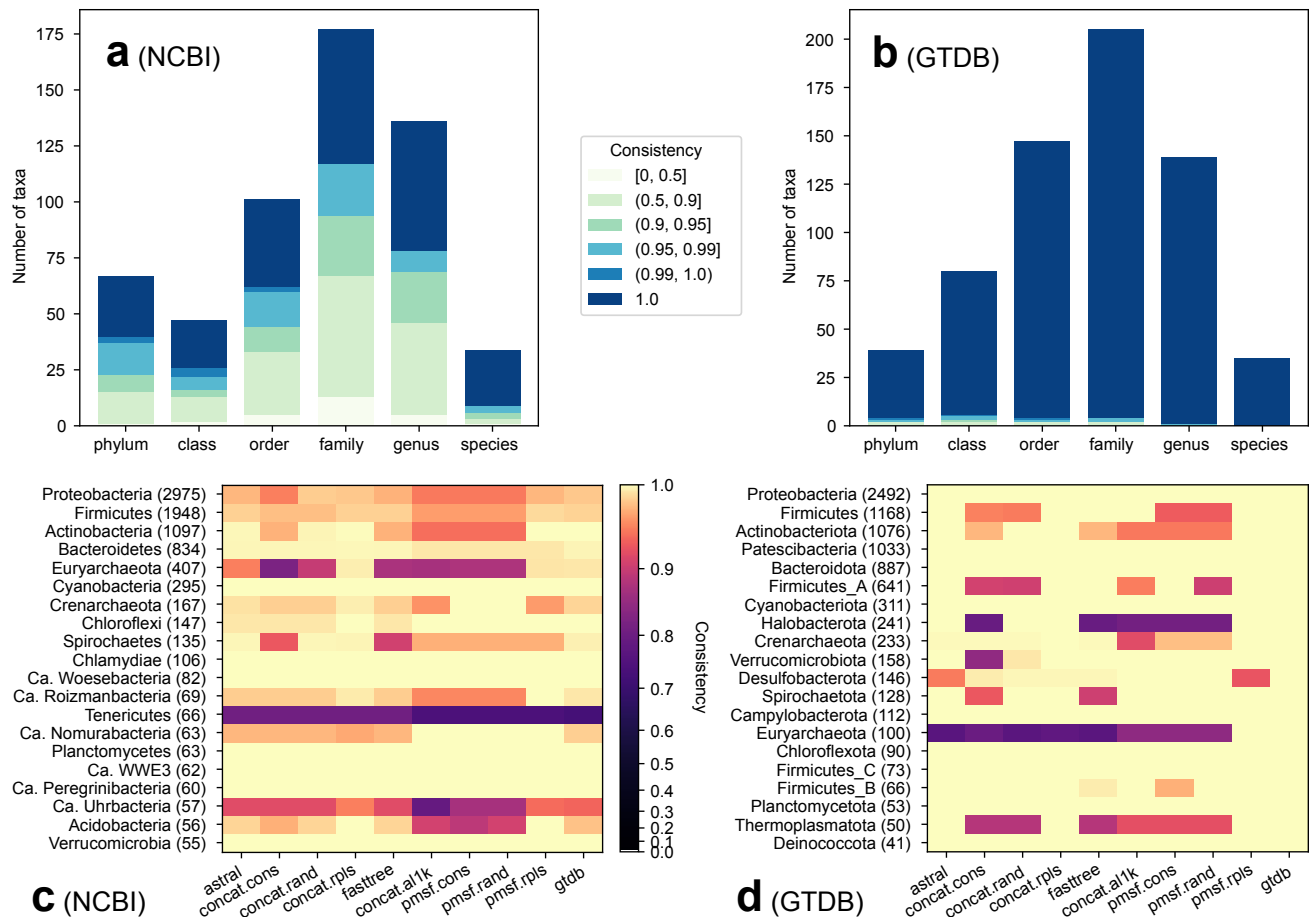 a (NCBI)
Number of taxa
175
150
125
100
75
50
25
0
phylum class order family genus species
Consistency
[0, 0.5]
(0.5, 0.9]
(0.9, 0.95]
(0.95, 0.99]
(0.99, 1.0)
1.0
b (GTDB)
Number of taxa
200
175
150
125
100
75
50
25
0
phylum class order family genus species
Proteobacteria (2975)
Firmicutes (1948)
Actinobacteria (1097)
Bacteroidetes (834)
Euryarchaeota (407)
Cyanobacteria (295)
Crenarchaeota (167)
Chloroflexi (147)
Spirochaetes (135)
Chlamydiae (106)
Ca. Woesebacteria (82)
Ca. Roizmanbacteria (69)
Tenericutes (66)
Ca. Nomurabacteria (63)
Planctomycetes (63)
Ca. WWE3 (62)
Ca. Peregrinibacteria (60)
Ca. Uhrbacteria (57)
Acidobacteria (56)
Verrucomicrobia (55)
astral concat.cons concat.rand concat.rpls fasttree concat.al1k pmsf.cons pmsf.rand pmsf.rpls gtdb
c (NCBI)
1.0
0.9
0.8
0.7
0.6
0.5
0.4
0.3
0.2
0.1
0.0
Consistency
Proteobacteria (2492)
Firmicutes (1168)
Actinobacteriota (1076)
Patescibacteria (1033)
Bacteroidota (887)
Firmicutes_A (641)
Cyanobacteriota (311)
Halobacterota (241)
Crenarchaeota (233)
Verrucomicrobiota (158)
Desulfobacterota (146)
Spirochaetota (128)
Campylobacterota (112)
Euryarchaeota (100)
Chloroflexota (90)
Firmicutes_C (73)
Firmicutes_B (66)
Planctomycetota (53)
Thermoplasmatota (50)
Deinococcota (41)
astral concat.cons concat.rand concat.rpls fasttree concat.al1k pmsf.cons pmsf.rand pmsf.rpls gtdb
d (GTDB)